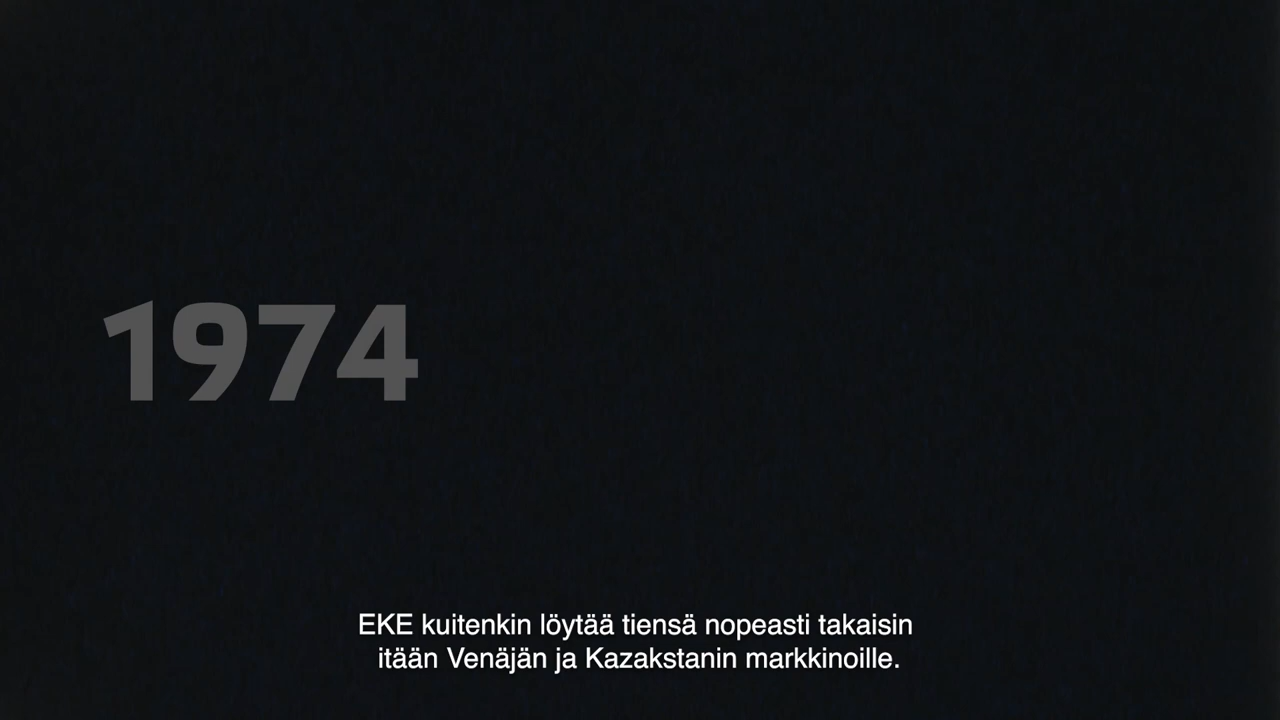 1974
EKE kuitenkin löytää tiensä nopeasti takaisin
itään Venäjän ja Kazakstanin markkinoille.